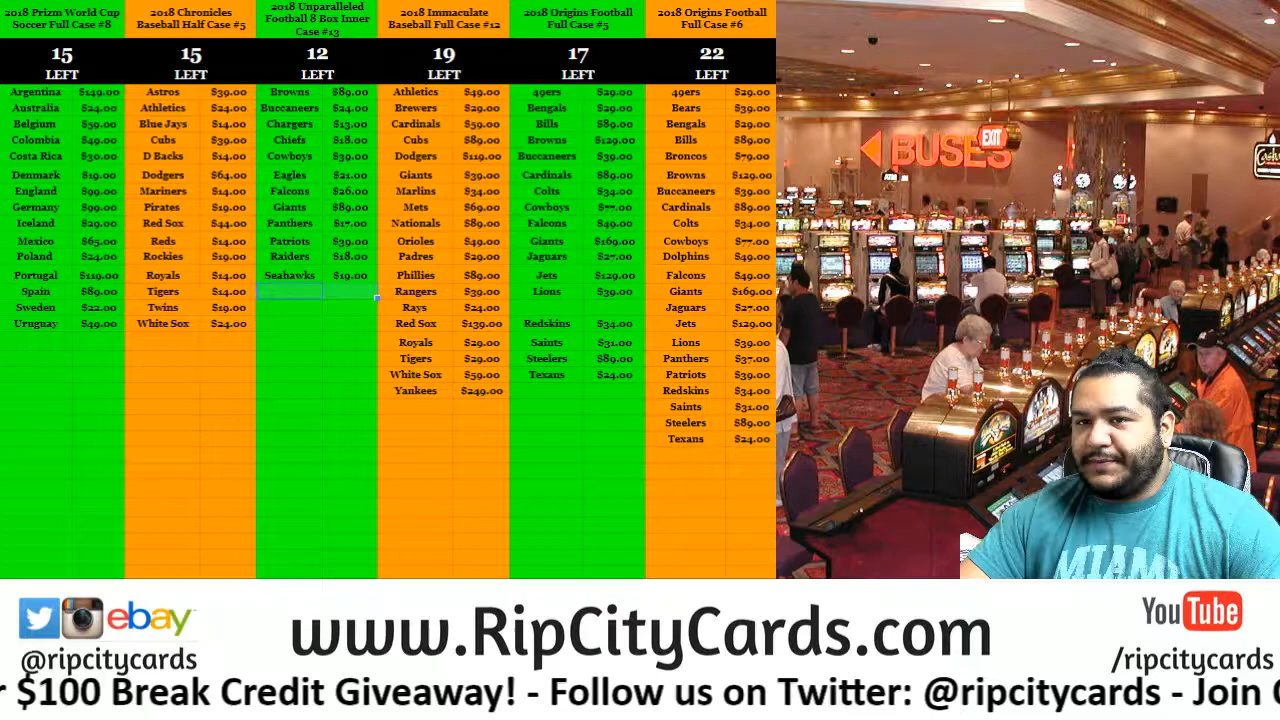 2018 Prizm World Cup
Soccer Full Case #8
15
LEFT
Argentina $149.00
Australia $24.00
Belgium $59.00
Colombia $49.00
Costa Rica $30.00
Denmark $19.00
England $99.00
Germany $99.00
Iceland $29.00
Mexico $65.00
Poland $24.00
Portugal $119.00
Spain $89.00
Sweden $22.00
Uruguay $49.00
2018 Chronicles
Baseball Half Case #5
15
LEFT
Astros $39.00
Athletics $24.00
Blue Jays $14.00
Cubs $39.00
D Backs $14.00
Dodgers $64.00
Mariners $14.00
Pirates $19.00
Red Sox $44.00
Reds $14.00
Rockies $19.00
Royals $14.00
Tigers $14.00
Twins $19.00
White Sox $24.00
2018 Unparalleled
Football 8 Box Inner
Case #13
12
LEFT
Browns $89.00
Buccaneers $24.00
Chargers $13.00
Chiefs $18.00
Cowboys $39.00
Eagles $21.00
Falcons $26.00
Giants $89.00
Panthers $17.00
Patriots $39.00
Raiders $18.00
Seahawks $19.00
2018 Immaculate
Baseball Full Case #12
19
LEFT
Athletics $49.00
Brewers $29.00
Cardinals $59.00
Cubs $89.00
Dodgers $119.00
Giants $39.00
Marlins $34.00
Mets $69.00
Nationals $89.00
Orioles $49.00
Padres $29.00
Phillies $89.00
Rangers $39.00
Rays $24.00
Red Sox $139.00
Royals $29.00
Tigers $29.00
White Sox $59.00
Yankees $249.00
2018 Origins Football
Full Case #5
17
LEFT
49ers $29.00
Bengals $29.00
Bills $89.00
Browns $129.00
Buccaneers $39.00
Cardinals $89.00
Colts $34.00
Cowboys $77.00
Falcons $49.00
Giants $169.00
Jaguars $27.00
Jets $129.00
Lions $39.00
Redskins $34.00
Saints $31.00
Steelers $89.00
Texans $24.00
2018 Origins Football
Full Case #6
22
LEFT
49ers $29.00
Bears $39.00
Bengals $29.00
Bills $89.00
Broncos $79.00
Browns $129.00
Buccaneers $39.00
Cardinals $89.00
Colts $34.00
Cowboys $77.00
Dolphins $49.00
Falcons $49.00
Giants $169.00
Jaguars $27.00
Jets $129.00
Lions $39.00
Panthers $37.00
Patriots $39.00
Redskins $34.00
Saints $31.00
Steelers $89.00
Texans $24.00
BUSES
EXIT
MIAMI
ebay
@ripcitycards
www.RipCityCards.com
YouTube
/ripcitycards
r $100 Break Credit Giveaway! - Follow us on Twitter: @ripcitycards - Join